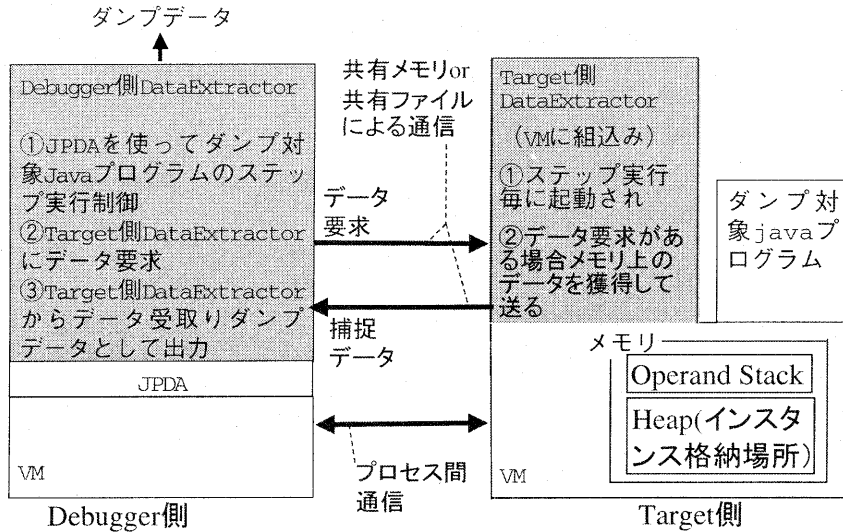 ダンプデータ
Debugger側DataExtractor
①JPDAを使ってダンプ対
象Javaプログラムのステッ
プ実行制御
②Target側DataExtractor
にデータ要求
③Target側DataExtractor
からデータ受取りダンプ
データとして出力
JPDA
VM
Debugger側
共有メモリor
共有ファイル
による通信
データ
要求
捕捉
データ
プロセス間
通信
Target側
DataExtractor
(VMに組込み)
①ステップ実行
毎に起動され
②データ要求があ
る場合メモリ上の
データを獲得して
送る
ダンプ対
象javaプ
ログラム
メモリ
Operand Stack
Heap(インスタ
ンス格納場所)
VM
Target側